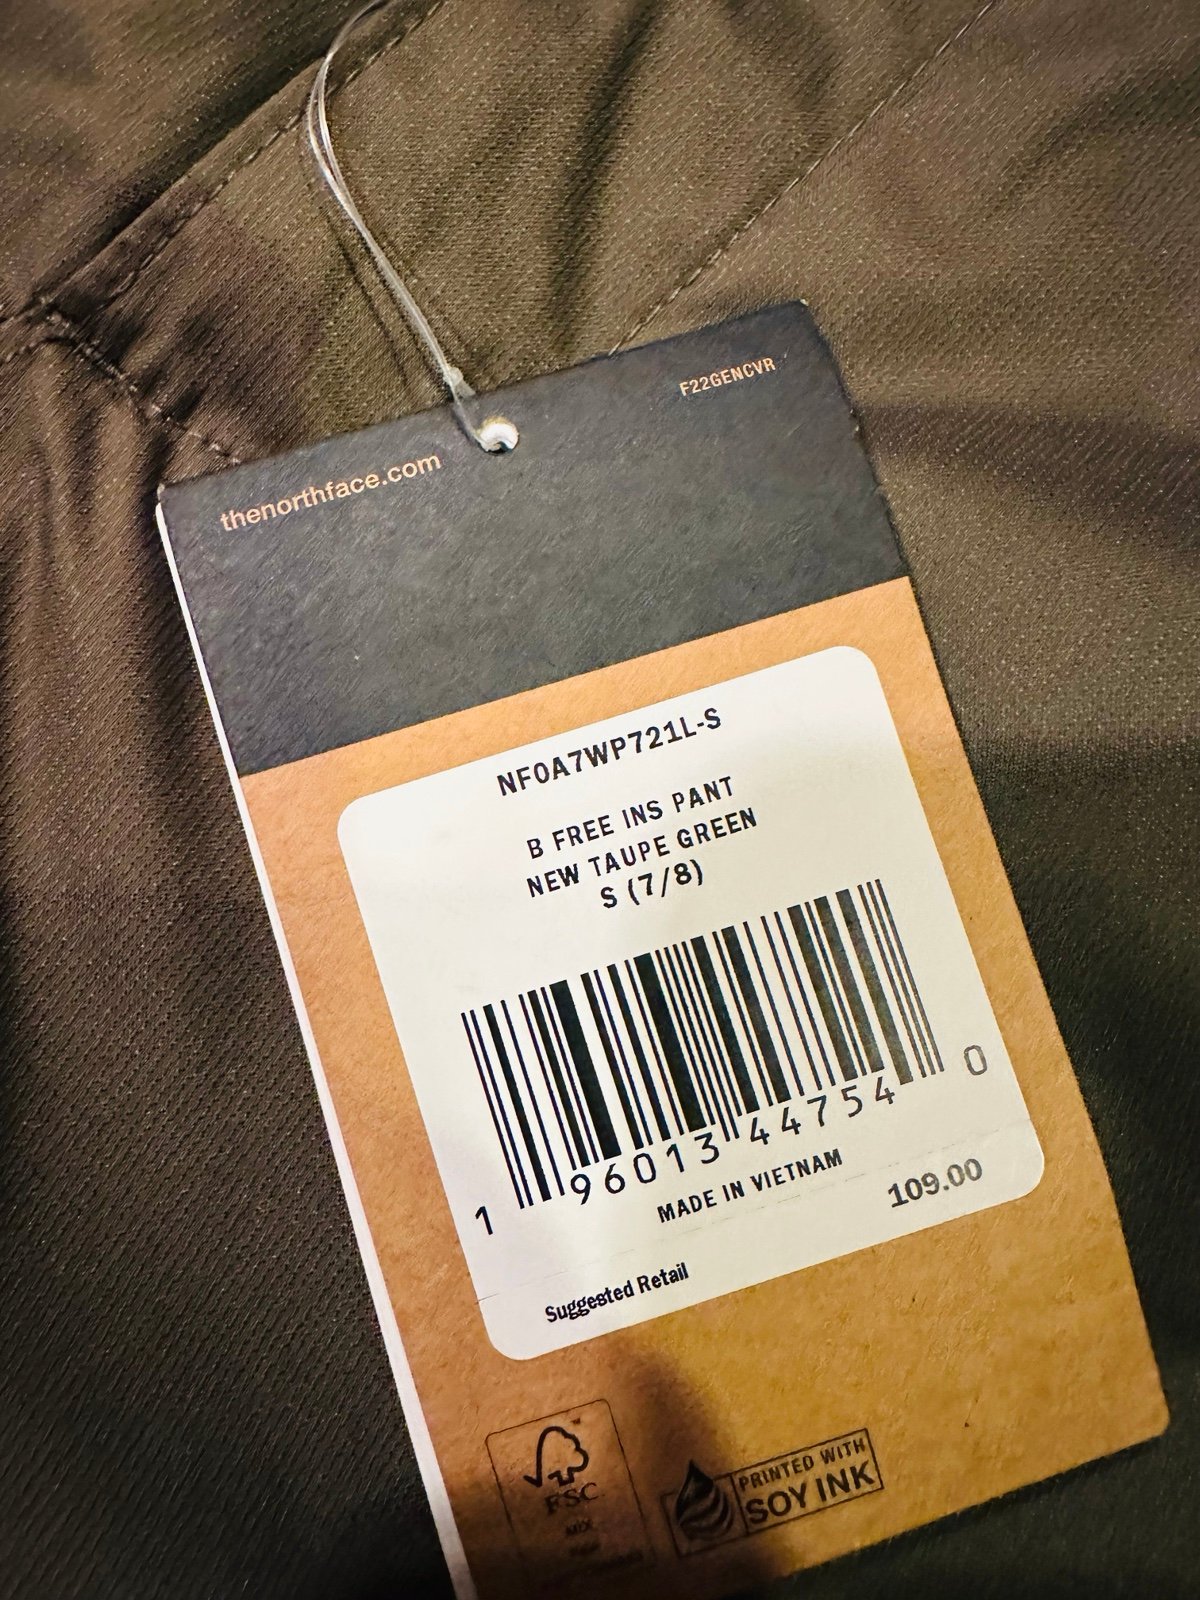 F22GENCVR
thenorthface.com
NF0A7WP721L-S
B FREE INS PANT
NEW TAUPE GREEN
S (7/8)
1 96013 44754 0
MADE IN VIETNAM
109.00
Suggested Retail
FSC
MIX
PRINTED WITH
SOY INK